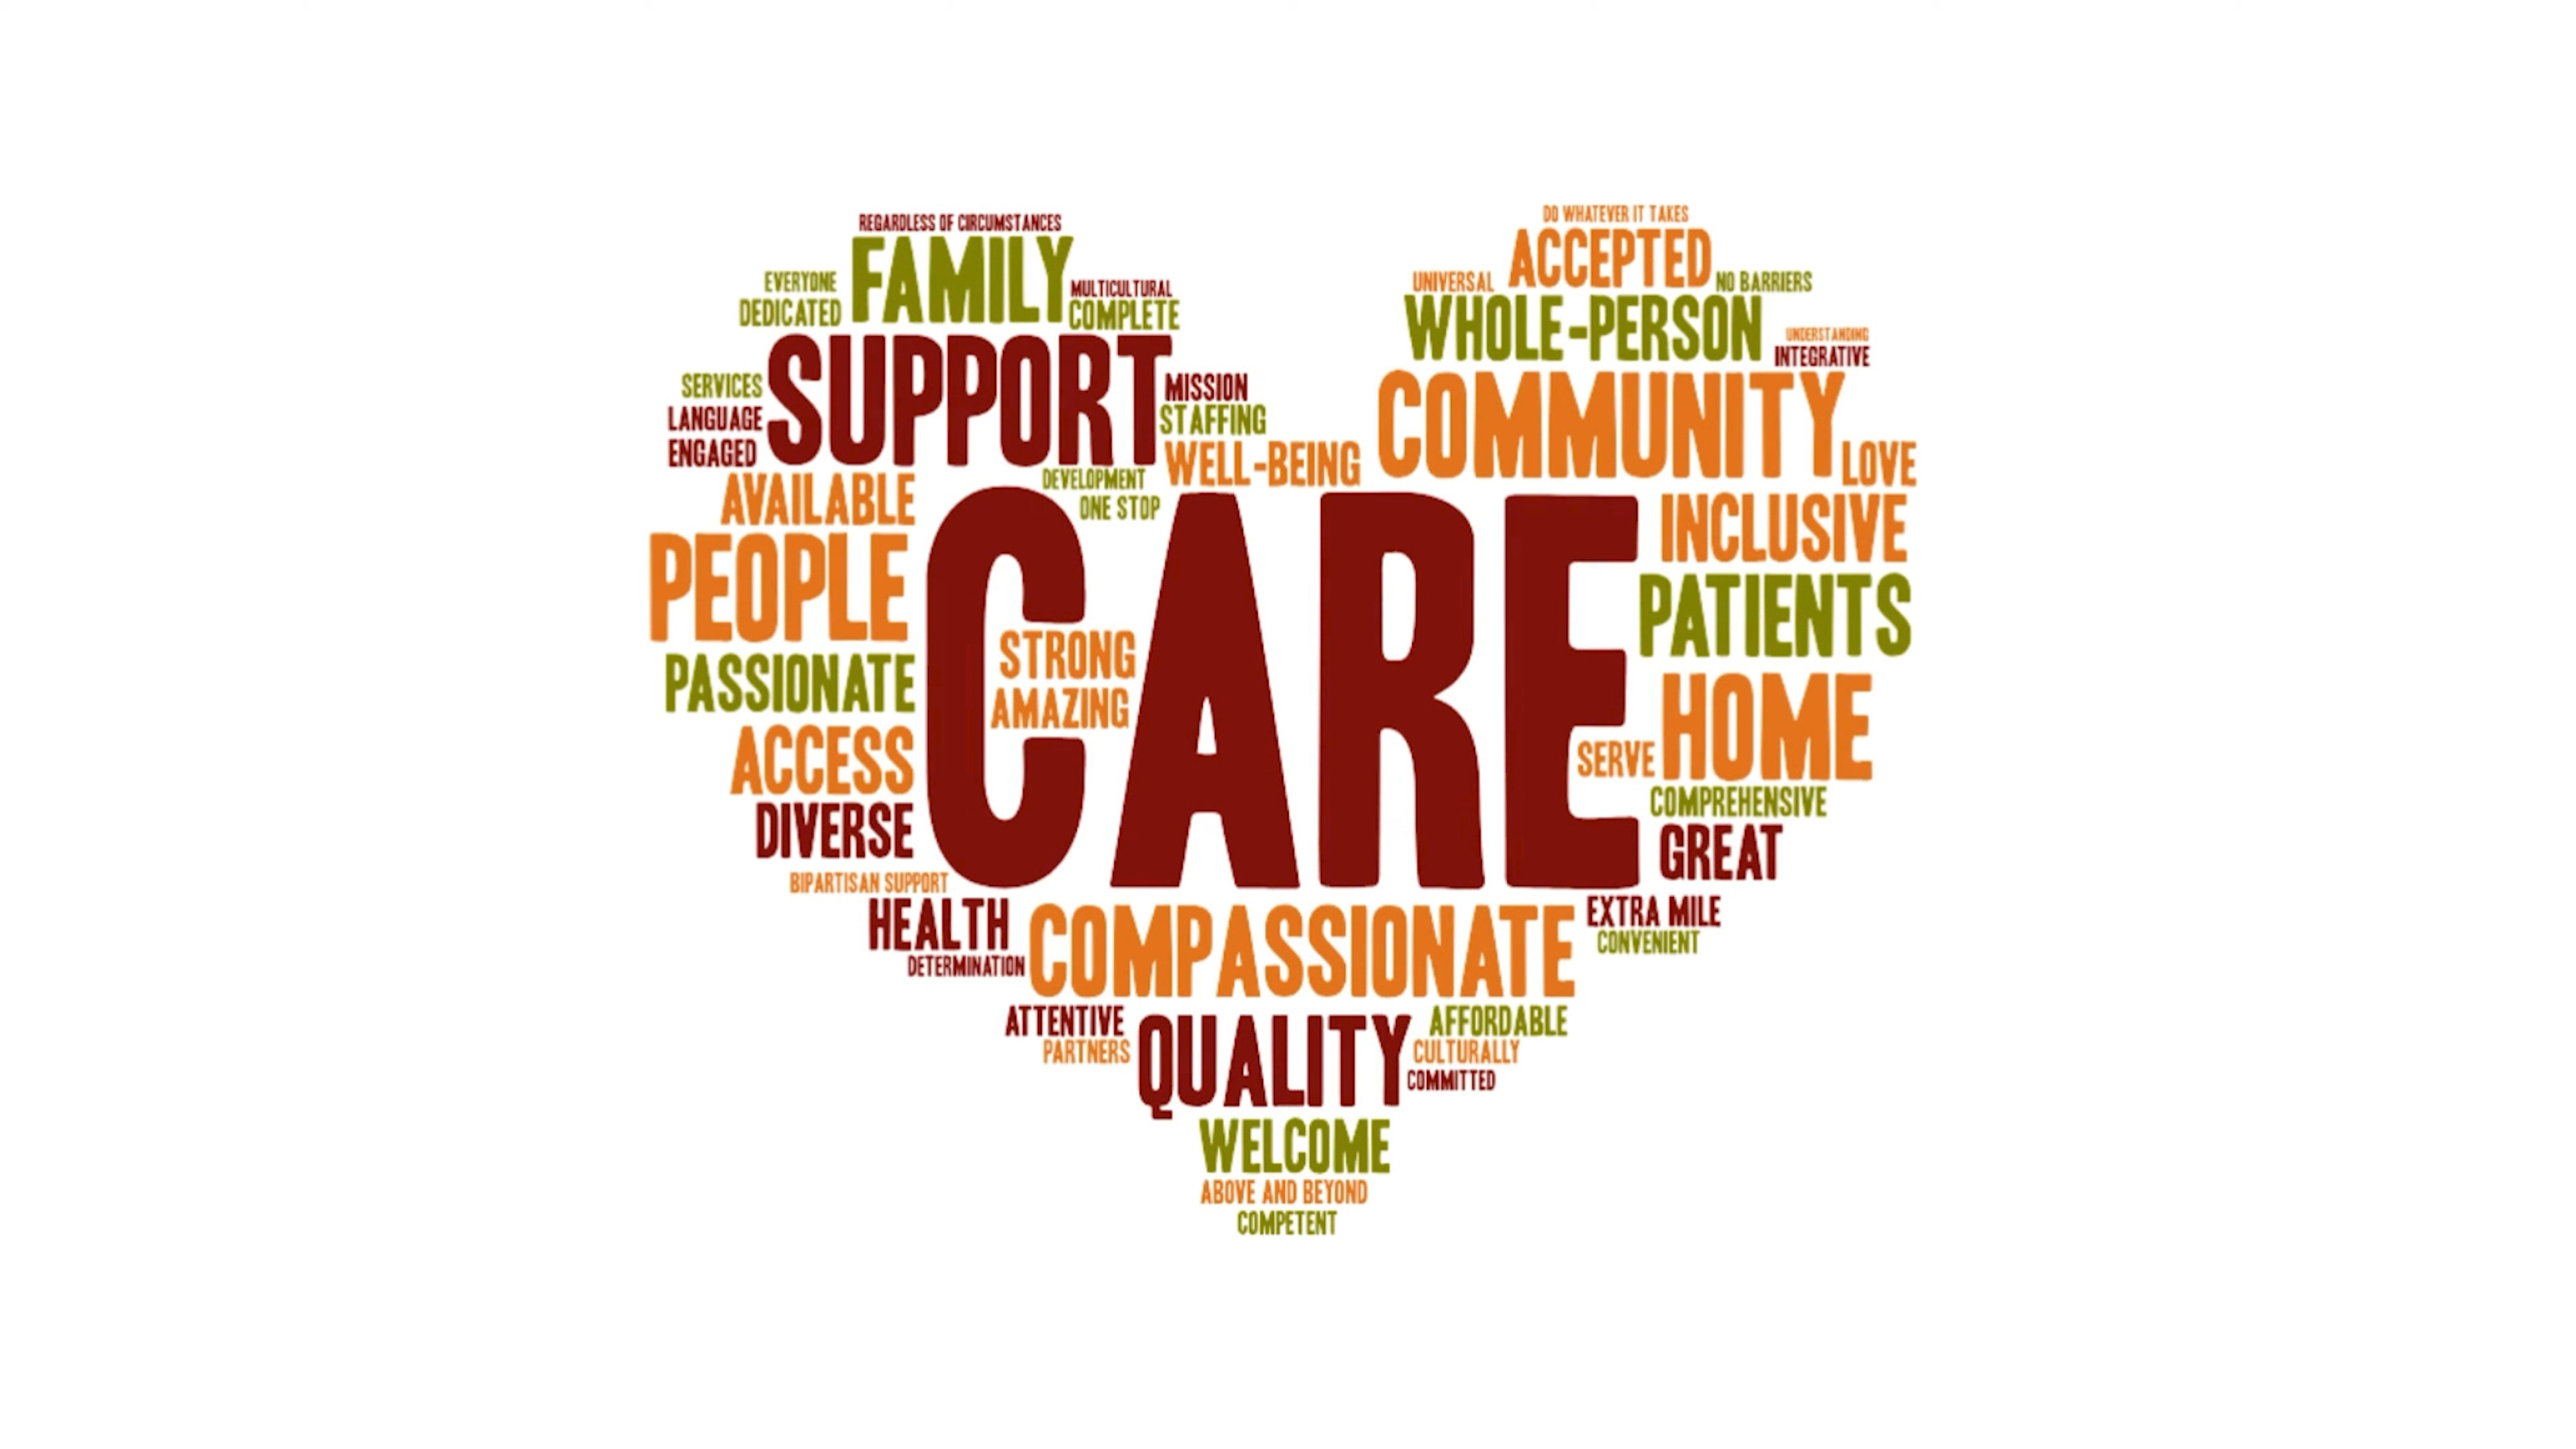 REGARDLESS OF CIRCUMSTANCES
FAMILY
EVERYONE
DEDICATED
MULTICULTURAL
COMPLETE
SUPPORT
SERVICES
LANGUAGE
ENGAGED
MISSION
STAFFING
WELL-BEING
DEVELOPMENT
ONE STOP
DO WHATEVER IT TAKES
ACCEPTED
UNIVERSAL
NO BARRIERS
WHOLE-PERSON
UNDERSTANDING
INTEGRATIVE
COMMUNITY
LOVE
AVAILABLE
PEOPLE
PASSIONATE
ACCESS
DIVERSE
BIPARTISAN SUPPORT
CARE
STRONG
AMAZING
INCLUSIVE
PATIENTS
HOME
SERVE
COMPREHENSIVE
GREAT
EXTRA MILE
CONVENIENT
HEALTH
DETERMINATION
COMPASSIONATE
ATTENTIVE
PARTNERS
QUALITY
AFFORDABLE
CULTURALLY
COMMITTED
WELCOME
ABOVE AND BEYOND
COMPETENT